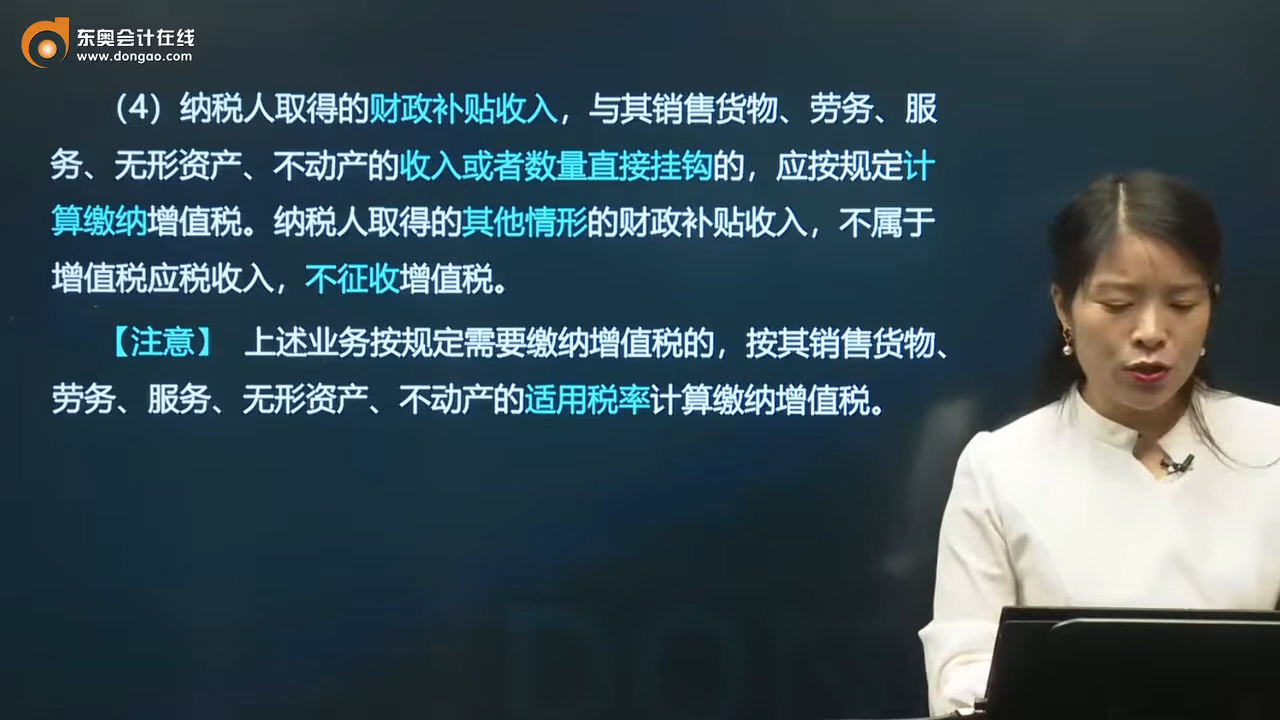 东奥会计在线
www.dongao.com
（4）纳税人取得的财政补贴收入，与其销售货物、劳务、服
务、无形资产、不动产的收入或者数量直接挂钩的，应按规定计
算缴纳增值税。纳税人取得的其他情形的财政补贴收入，不属于
增值税应税收入，不征收增值税。
【注意】 上述业务按规定需要缴纳增值税的，按其销售货物、
劳务、服务、无形资产、不动产的适用税率计算缴纳增值税。